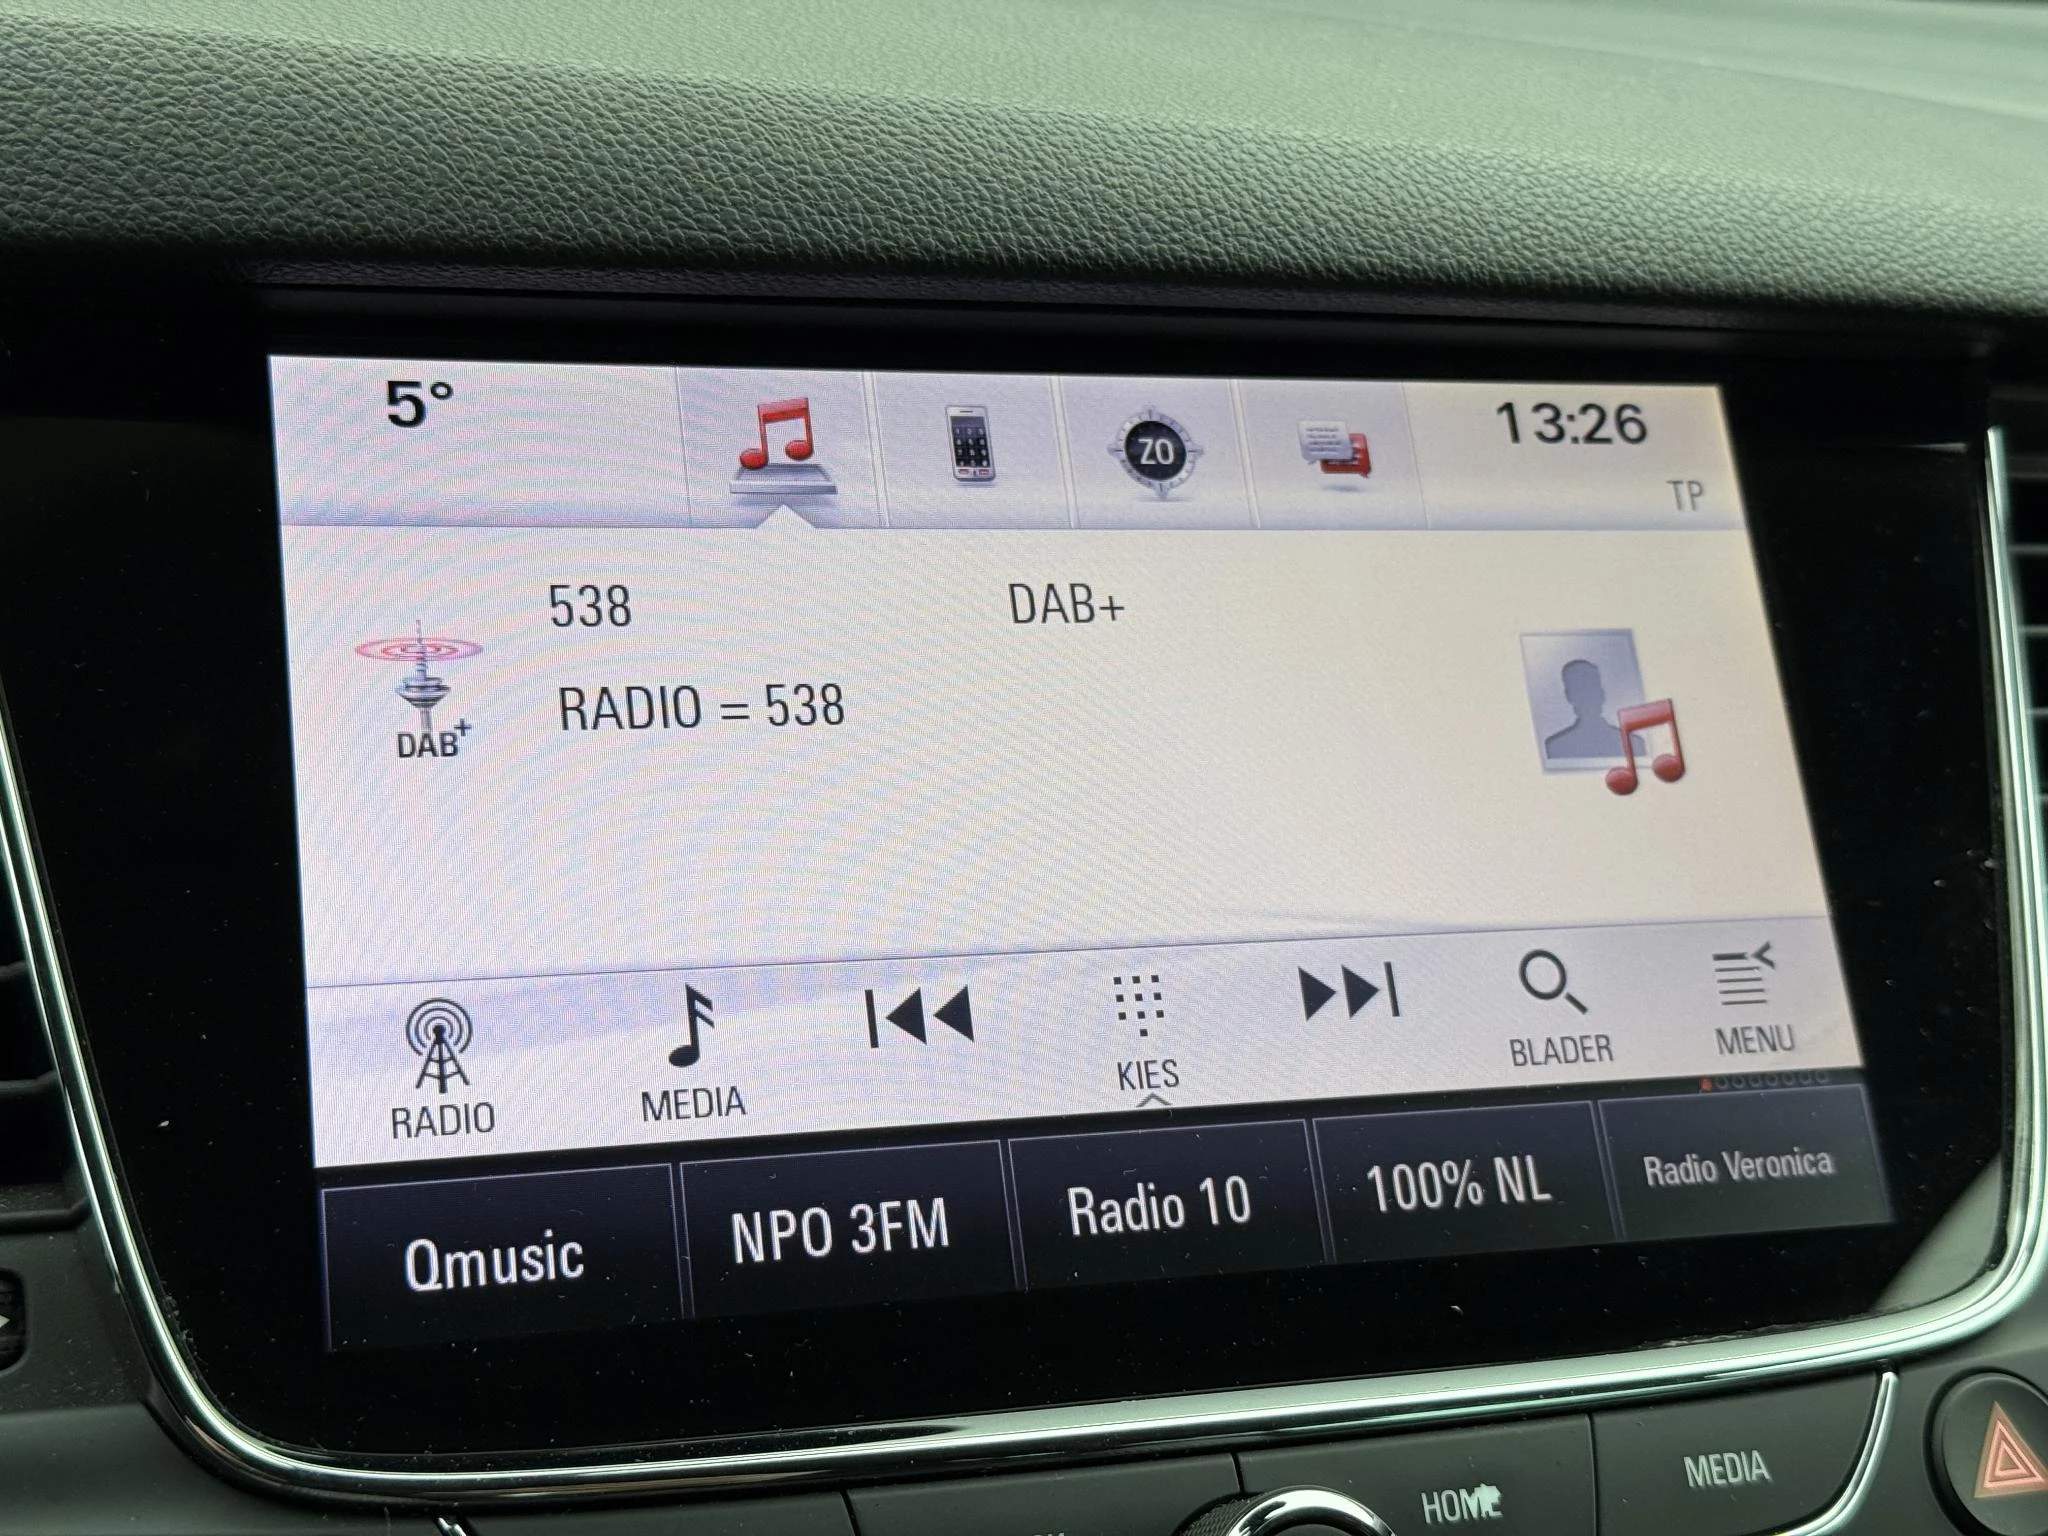 5°
ZO
13:26
TP
538
DAB+
RADIO = 538
DAB+
RADIO
MEDIA
KIES
BLADER
MENU
Qmusic
NPO 3FM
Radio 10
100% NL
Radio Veronica
HOME
MEDIA